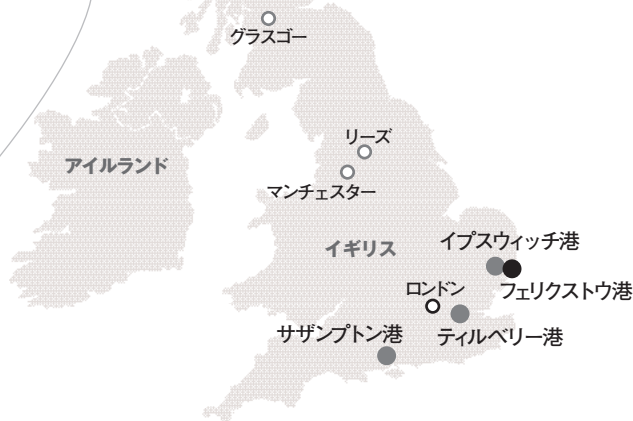 グラスゴー
リーズ
アイルランド
マンチェスター
イギリス
イプスウィッチ港
ロンドン
フェリクストウ港
サザンプトン港
ティルベリー港